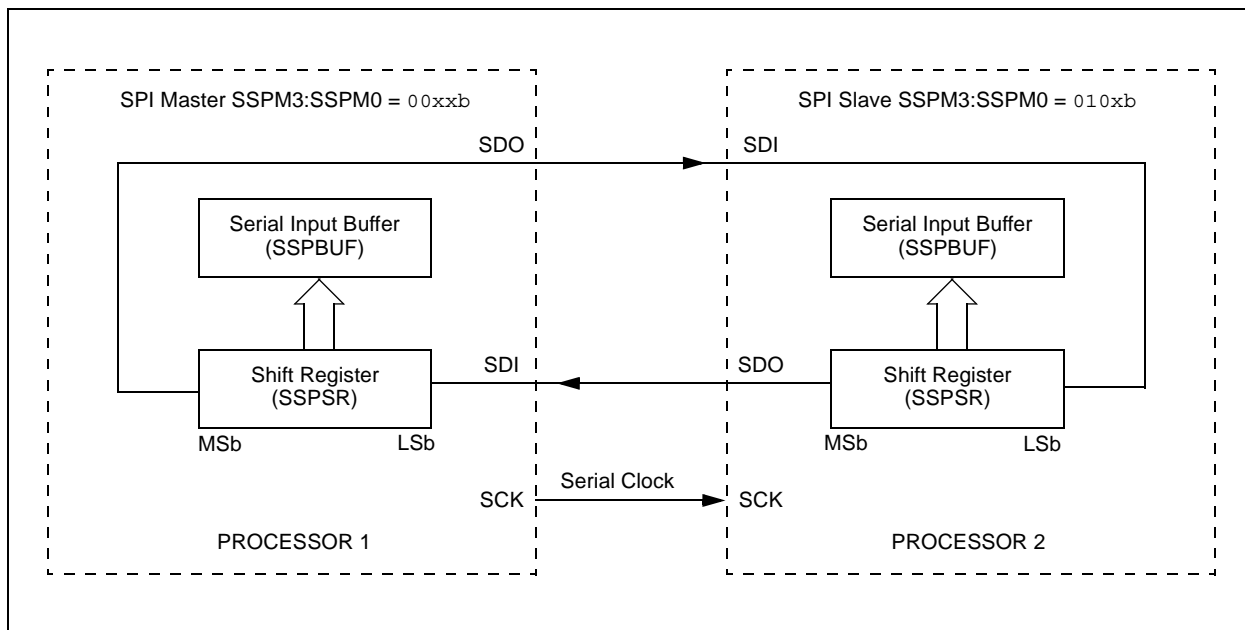 SPI Master SSPM3:SSPM0 = 00xxb
SPI Slave SSPM3:SSPM0 = 010xb
SDO
SDI
Serial Input Buffer
(SSPBUF)
Serial Input Buffer
(SSPBUF)
SDI
SDO
Shift Register
(SSPSR)
Shift Register
(SSPSR)
MSb
LSb
MSb
LSb
Serial Clock
SCK
SCK
PROCESSOR 1
PROCESSOR 2